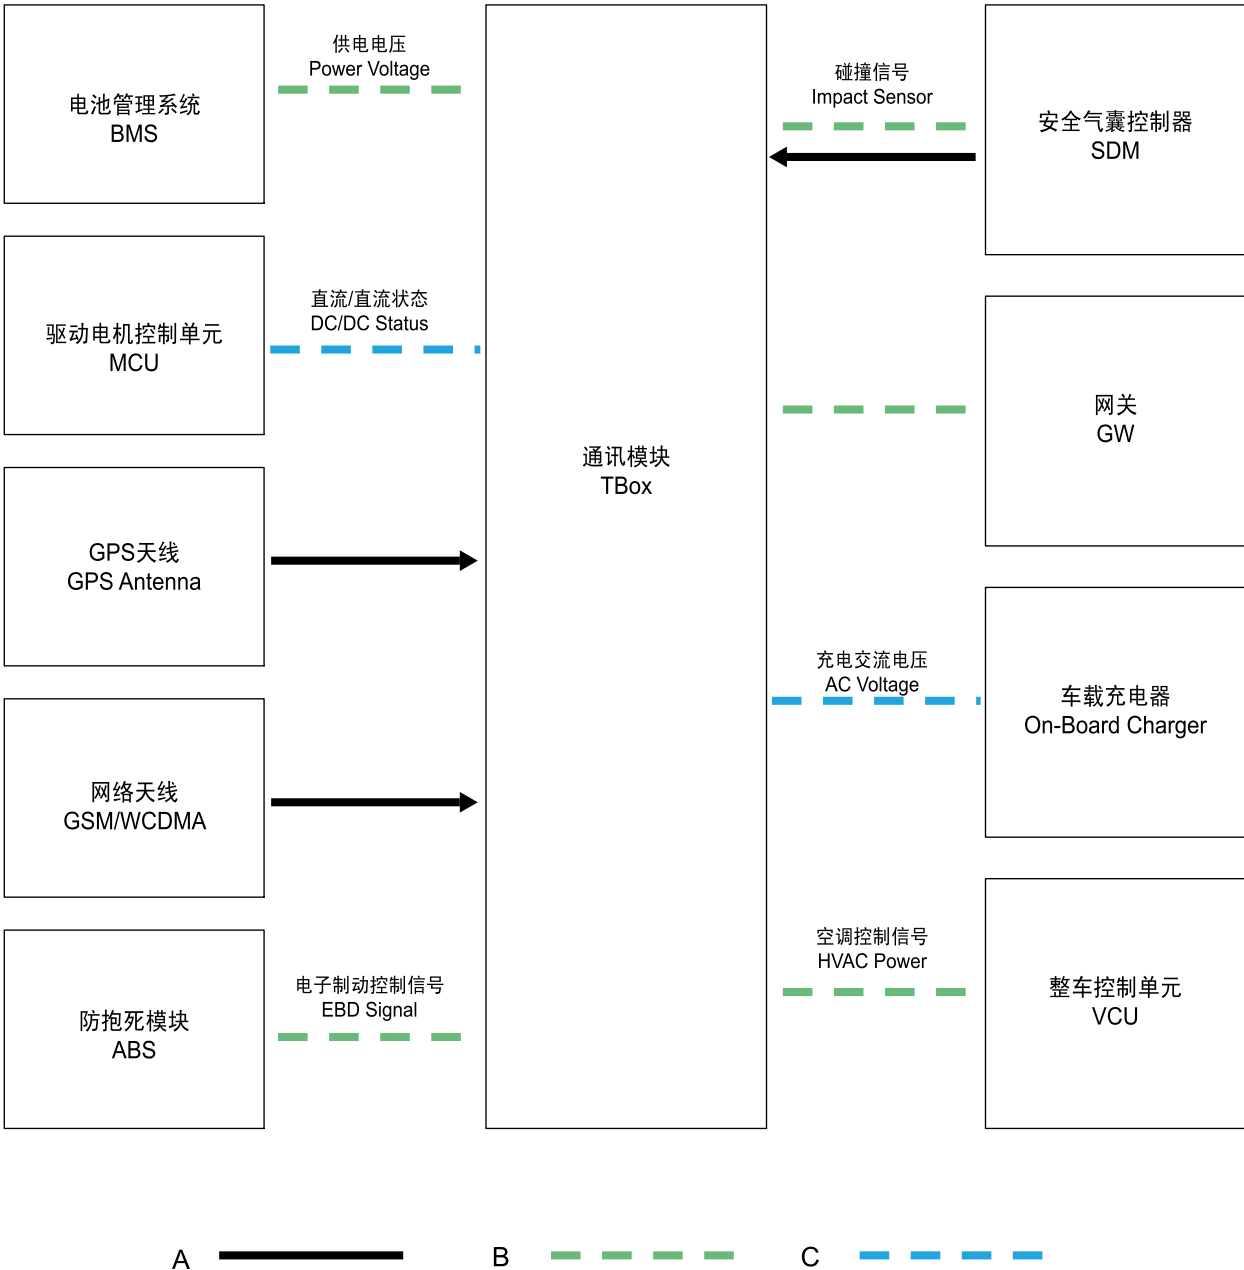 电池管理系统
BMS
供电电压
Power Voltage
驱动电机控制单元
MCU
直流/直流状态
DC/DC Status
GPS天线
GPS Antenna
网络天线
GSM/WCDMA
防抱死模块
ABS
电子制动控制信号
EBD Signal
通讯模块
TBox
碰撞信号
Impact Sensor
安全气囊控制器
SDM
网关
GW
充电交流电压
AC Voltage
车载充电器
On-Board Charger
空调控制信号
HVAC Power
整车控制单元
VCU
A
B
C